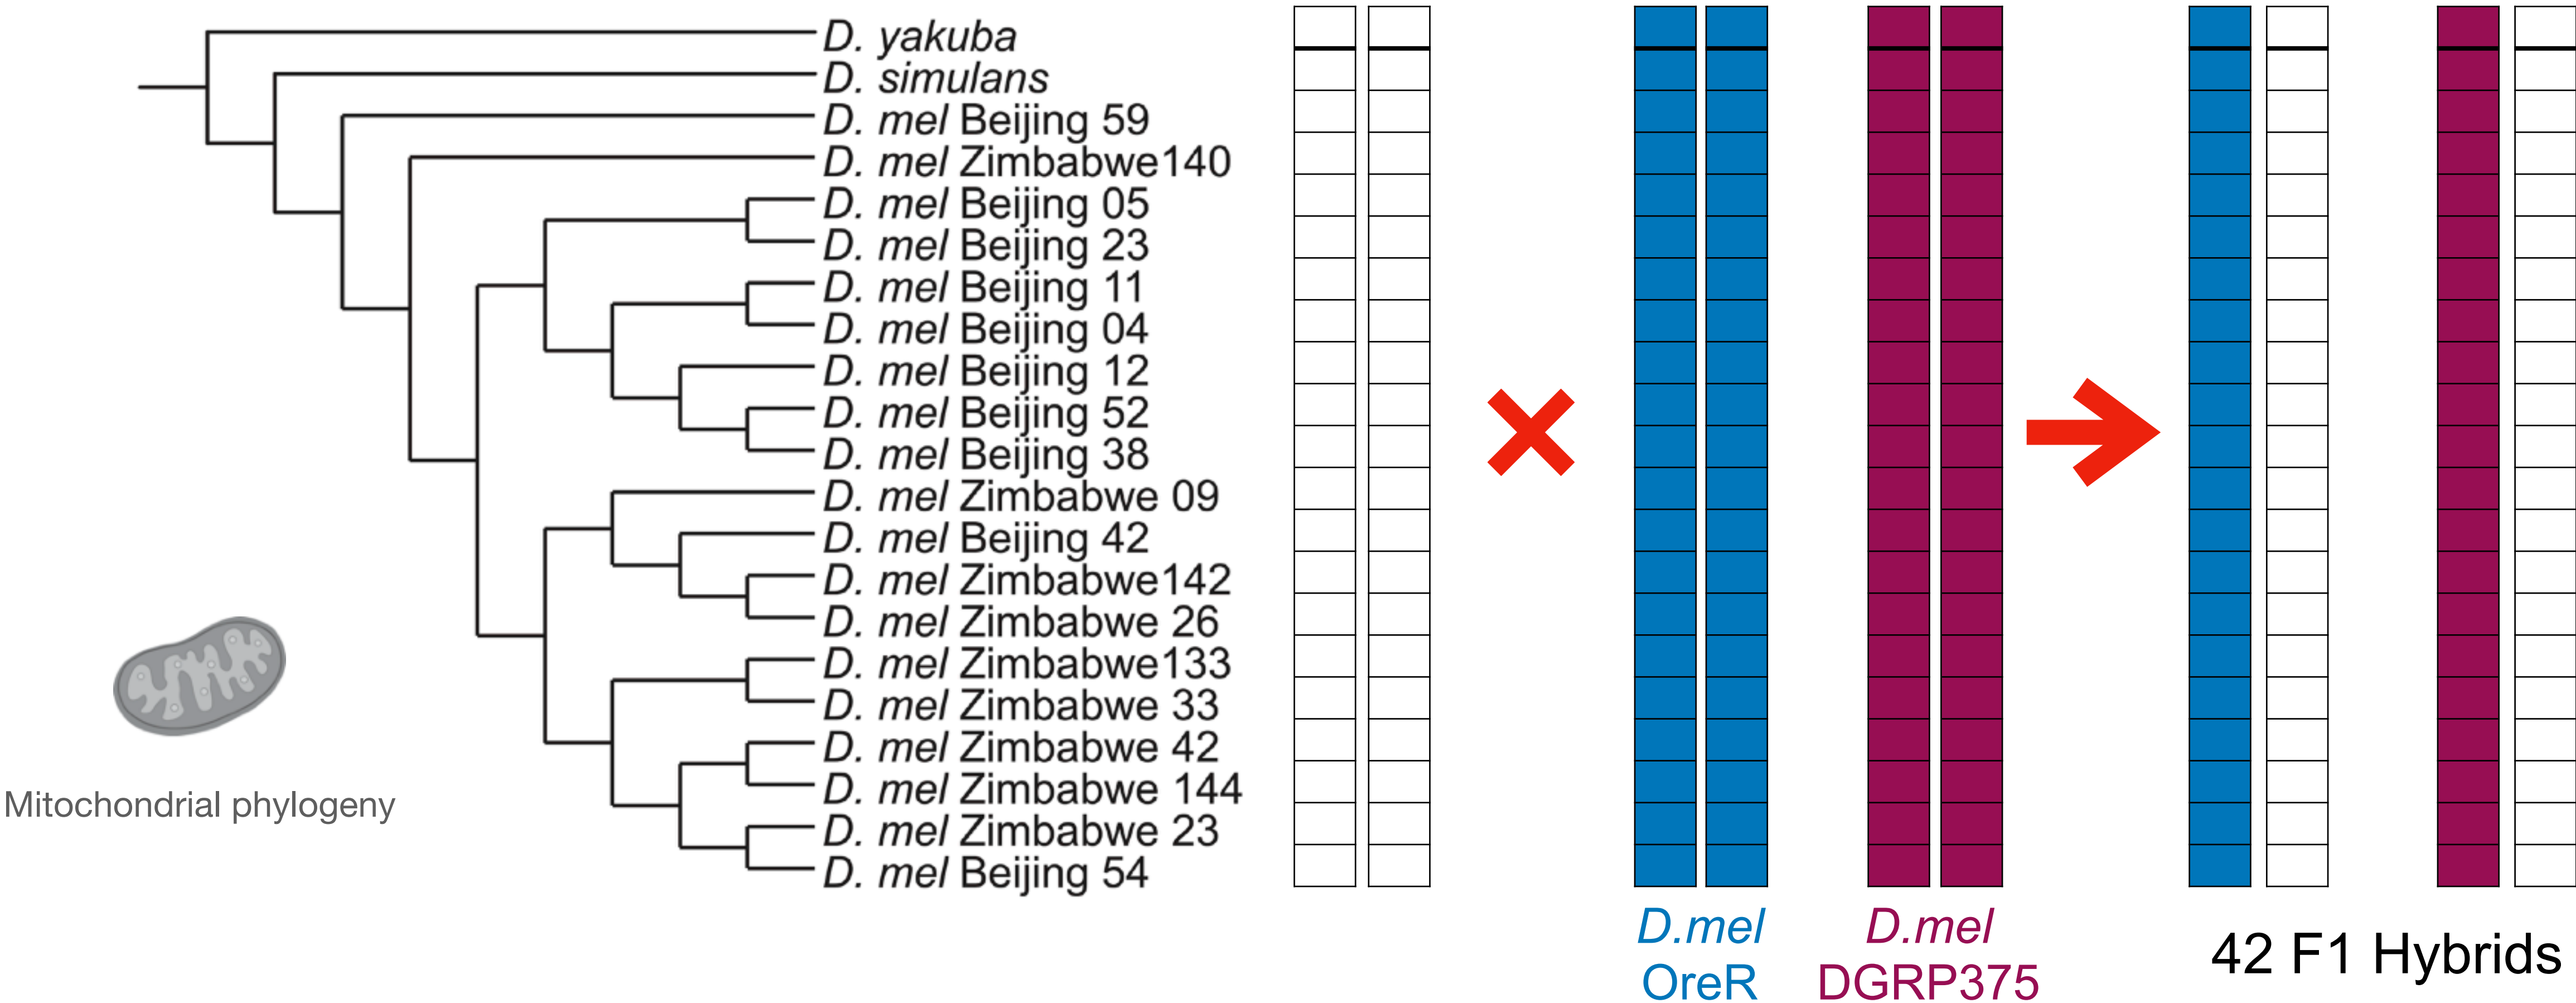 D. yakuba
D. simulans
D. mel Beijing 59
D. mel Zimbabwe140
D. mel Beijing 05
D. mel Beijing 23
D. mel Beijing 11
D. mel Beijing 04
D. mel Beijing 12
D. mel Beijing 52
D. mel Beijing 38
D. mel Zimbabwe 09
D. mel Beijing 42
D. mel Zimbabwe142
D. mel Zimbabwe 26
D. mel Zimbabwe133
D. mel Zimbabwe 33
D. mel Zimbabwe 42
D. mel Zimbabwe 144
D. mel Zimbabwe 23
D. mel Beijing 54
Mitochondrial phylogeny
D.mel
OreR
D.mel
DGRP375
42 F1 Hybrids